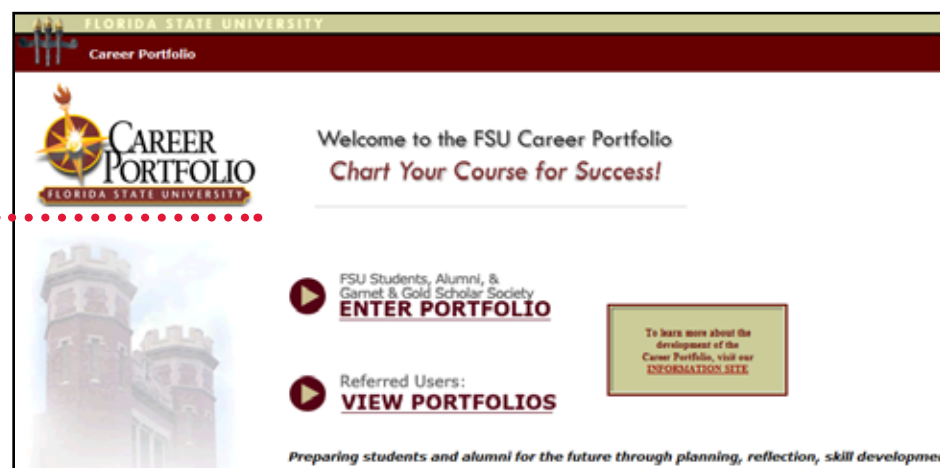 FLORIDA STATE UNIVERSITY
Career Portfolio
CAREER
PORTFOLIO
FLORIDA STATE UNIVERSITY
Welcome to the FSU Career Portfolio
Chart Your Course for Success!
FSU Students, Alumni, &
Garnet & Gold Scholar Society
ENTER PORTFOLIO
To learn more about the
development of the
Career Portfolio, visit our
INFORMATION SITE
Referred Users:
VIEW PORTFOLIOS
Preparing students and alumni for the future through planning, reflection, skill developme